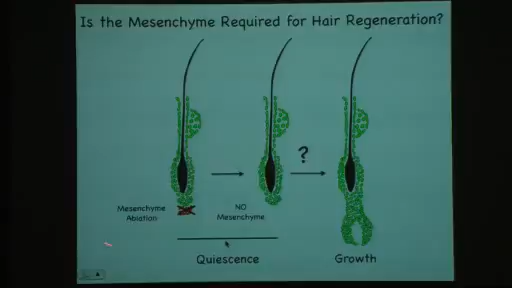 Is the Mesenchyme Required for Hair Regeneration?
?
Mesenchyme
Ablation
NO
Mesenchyme
Quiescence
Growth